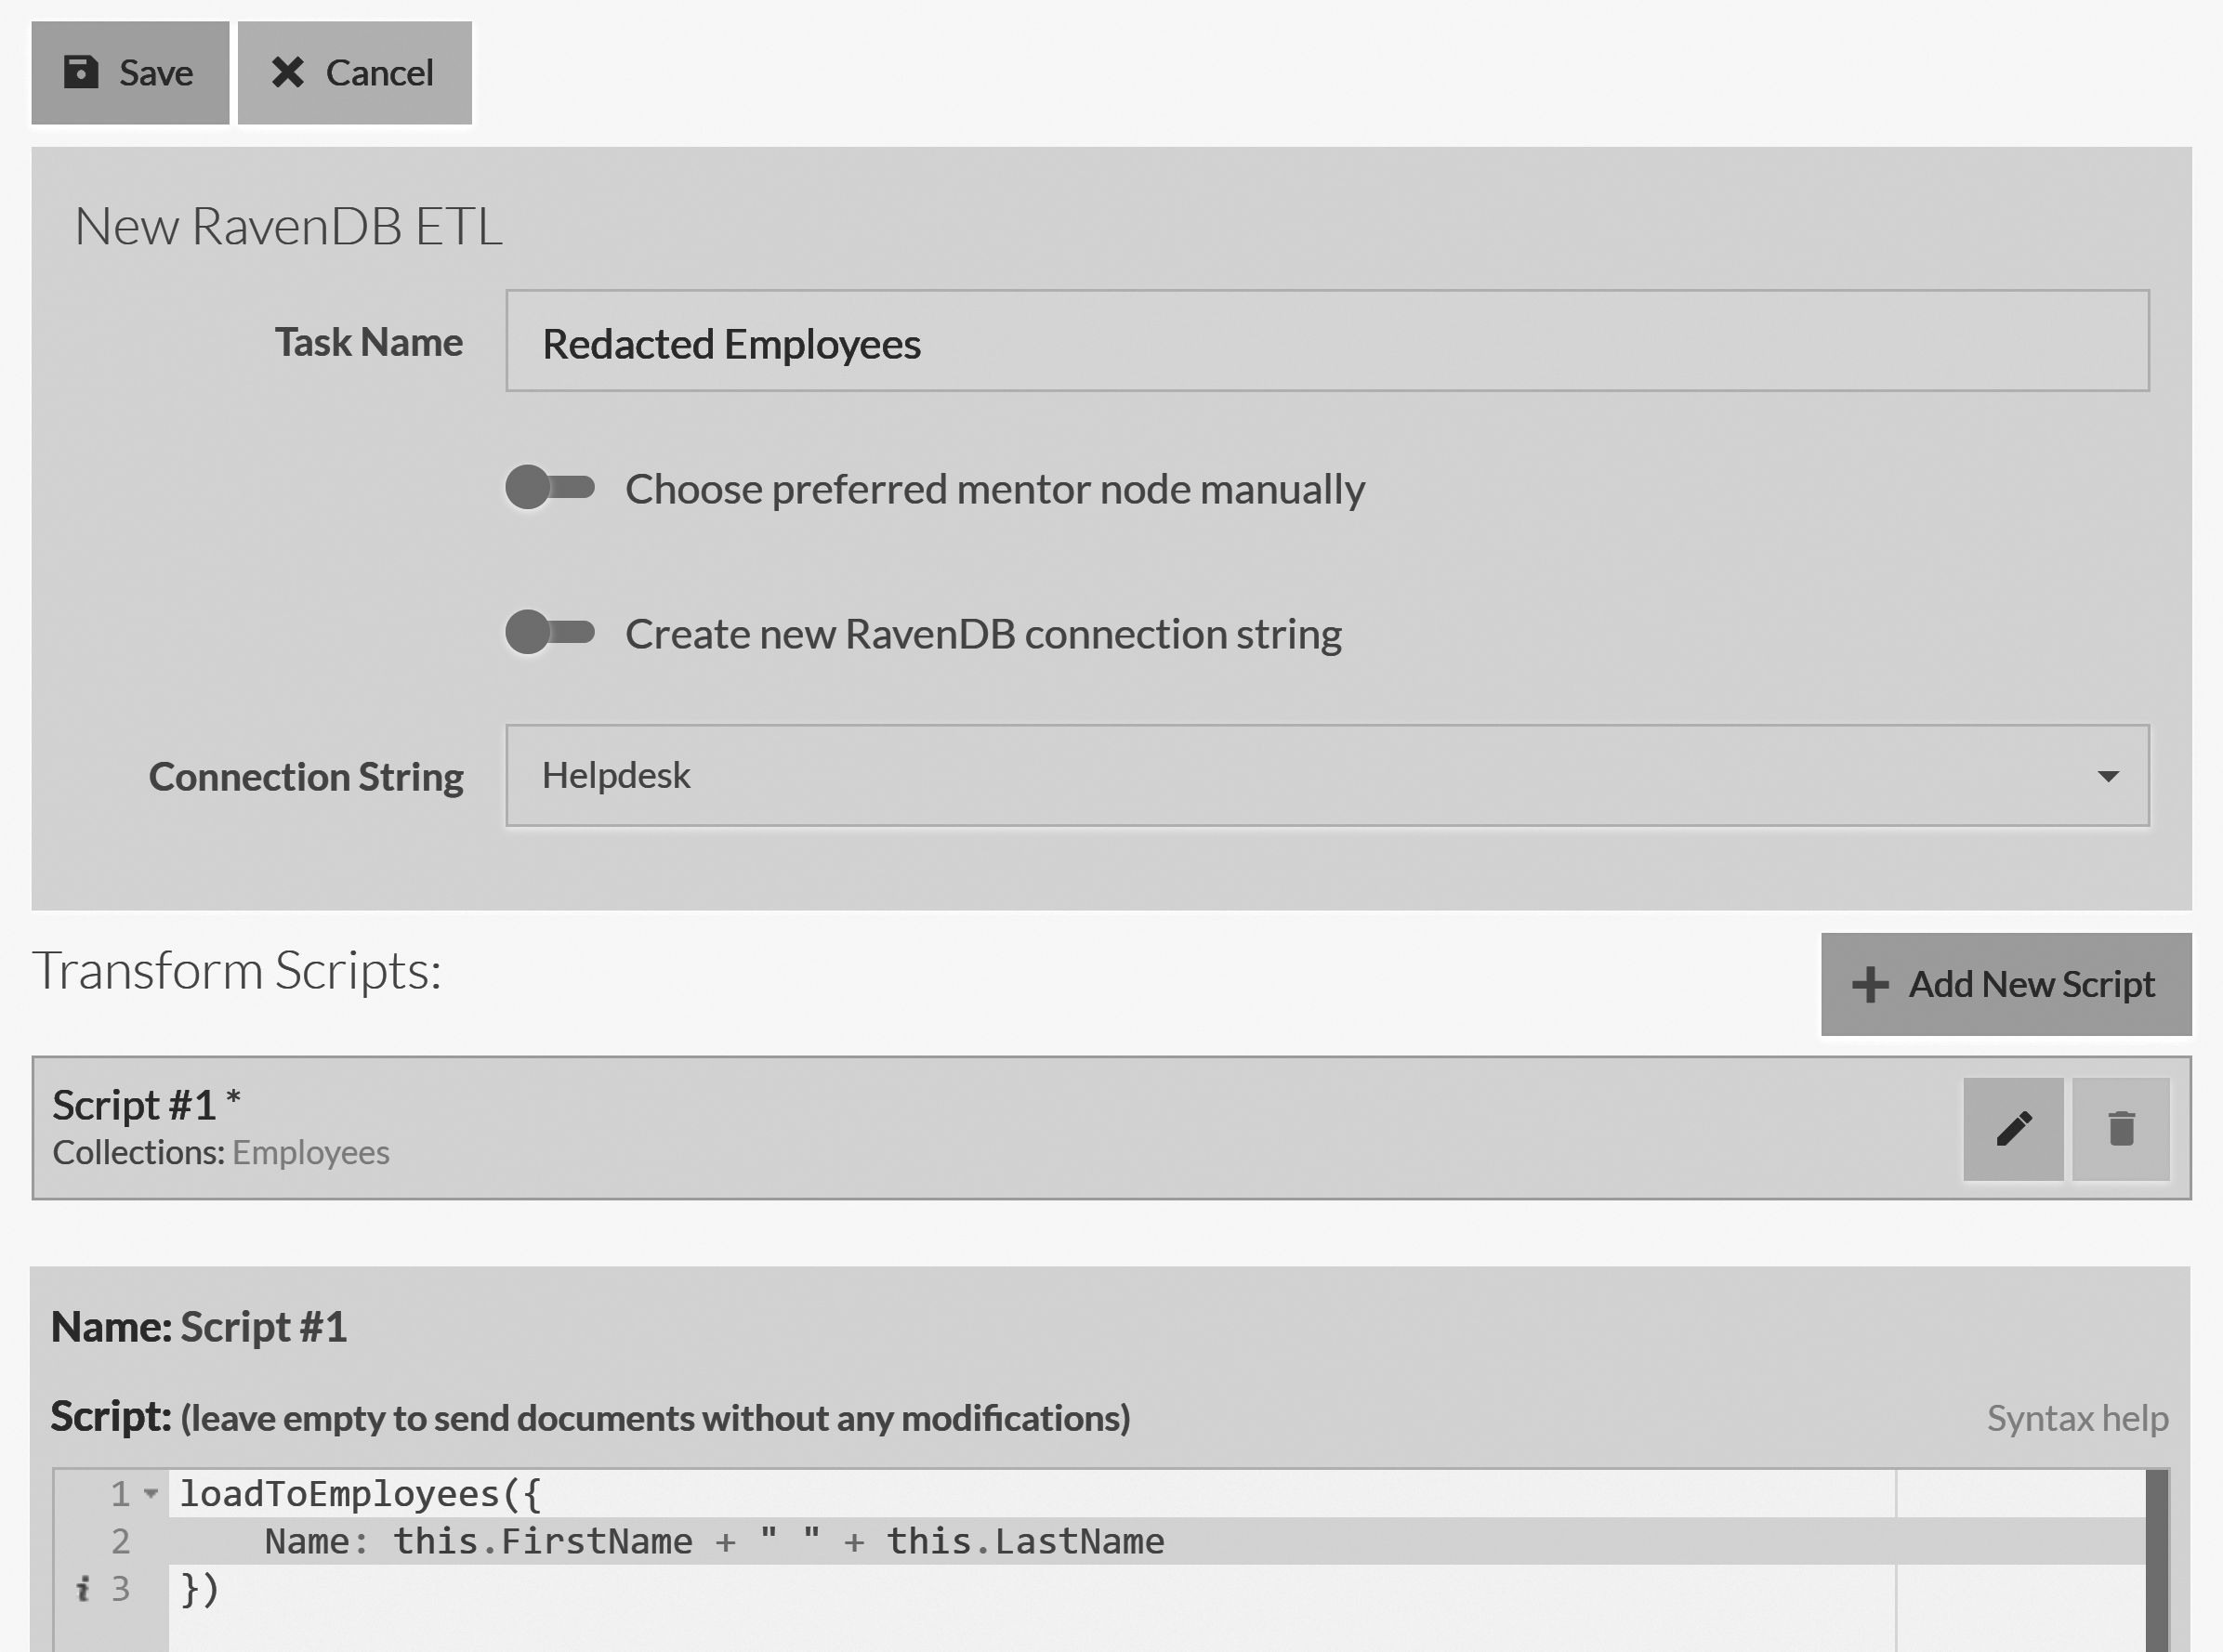 Save Cancel
New RavenDB ETL
Task Name Redacted Employees
Choose preferred mentor node manually
Create new RavenDB connection string
Connection String Helpdesk
Transform Scripts:
Add New Script
Script #1 *
Collections: Employees
Name: Script #1
Script: (leave empty to send documents without any modifications) Syntax help
1 loadToEmployees({
2 Name: this.FirstName + " " + this.LastName
i 3 })